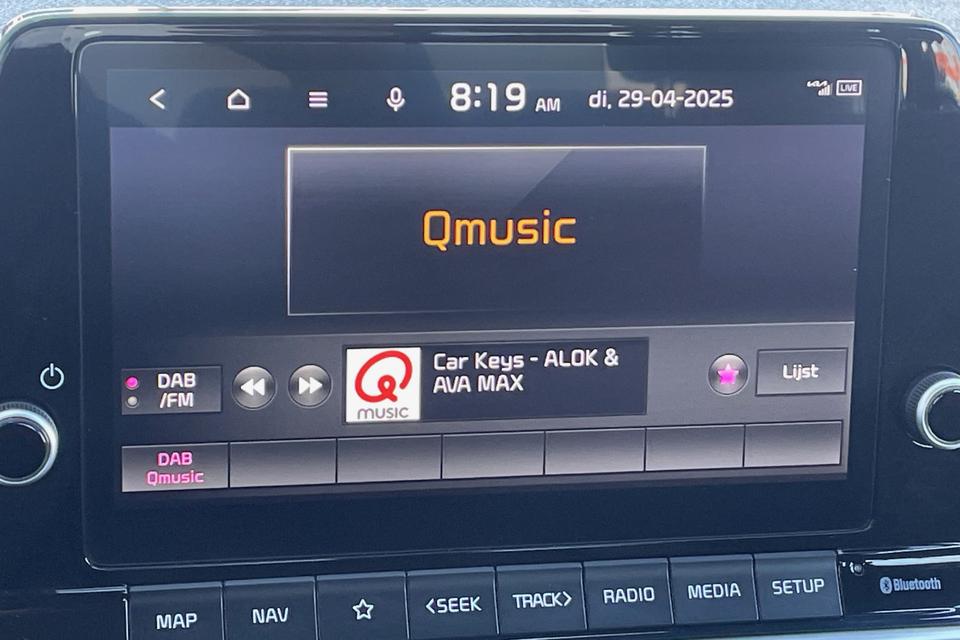 8:19 AM di, 29-04-2025
KIA LIVE
Qmusic
DAB
/FM
MUSIC
Car Keys - ALOK &
AVA MAX
Lijst
DAB
Qmusic
MAP NAV <SEEK TRACK> RADIO MEDIA SETUP
Bluetooth